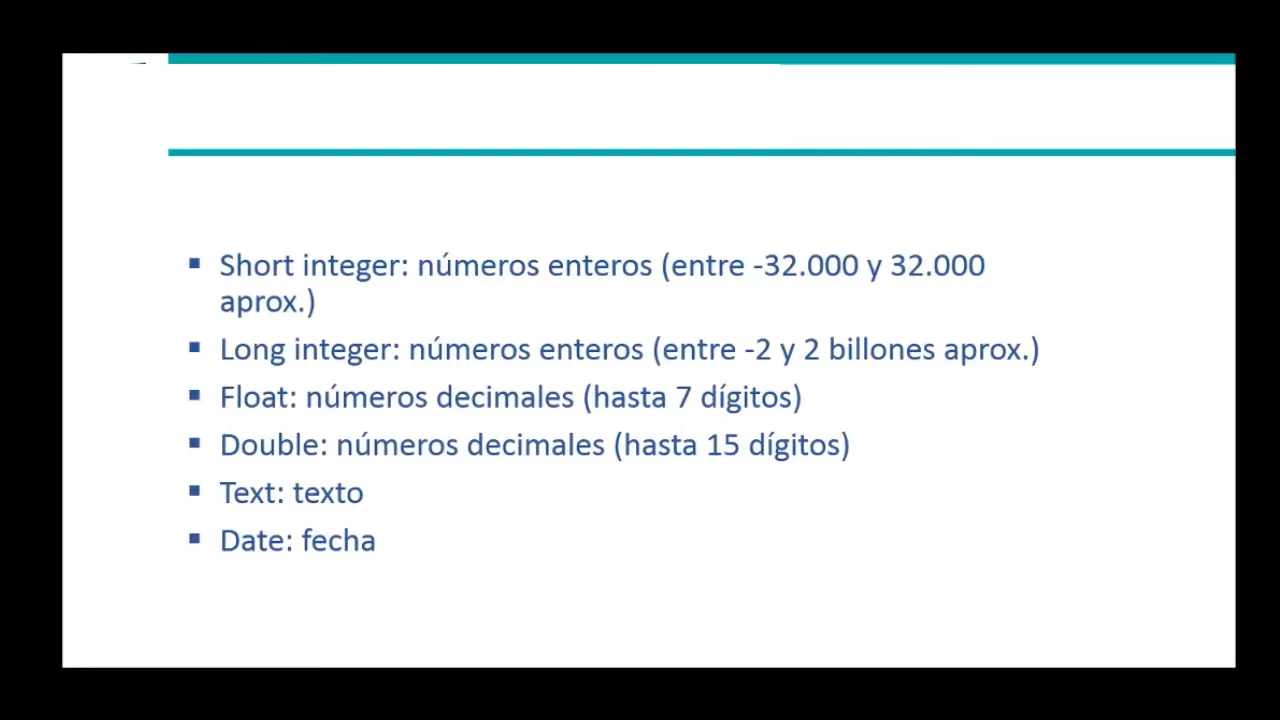 ▪ Short integer: números enteros (entre -32.000 y 32.000
aprox.)
▪ Long integer: números enteros (entre -2 y 2 billones aprox.)
▪ Float: números decimales (hasta 7 dígitos)
▪ Double: números decimales (hasta 15 dígitos)
▪ Text: texto
▪ Date: fecha